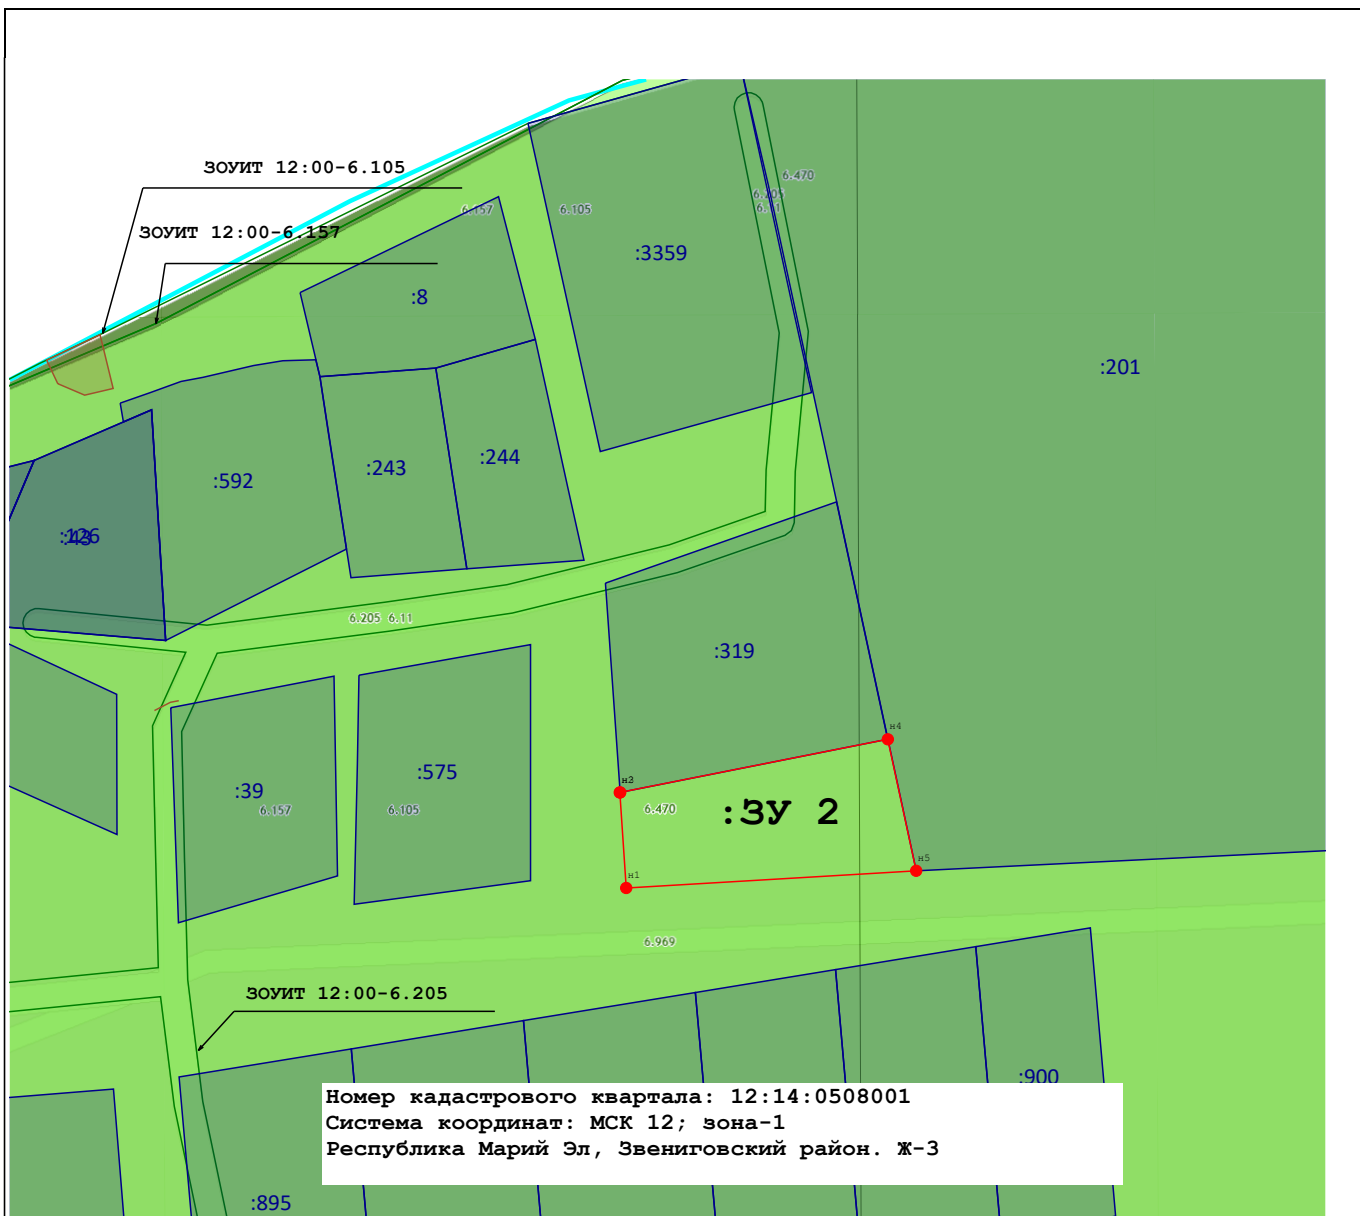 ЗОУИТ 12:00-6.105
6.470
6.205
6.157
6.105
ЗОУИТ 12:00-6.157
:3359
:8
:201
:244
:243
:592
:126
6.205 6.11
:319
н4
:575
н3
:39
6.157
6.105
6.470
:ЗУ 2
н5
н1
6.969
ЗОУИТ 12:00-6.205
:900
Номер кадастрового квартала: 12:14:0508001
Система координат: МСК 12; зона-1
Республика Марий Эл, Звениговский район. Ж-3
:895